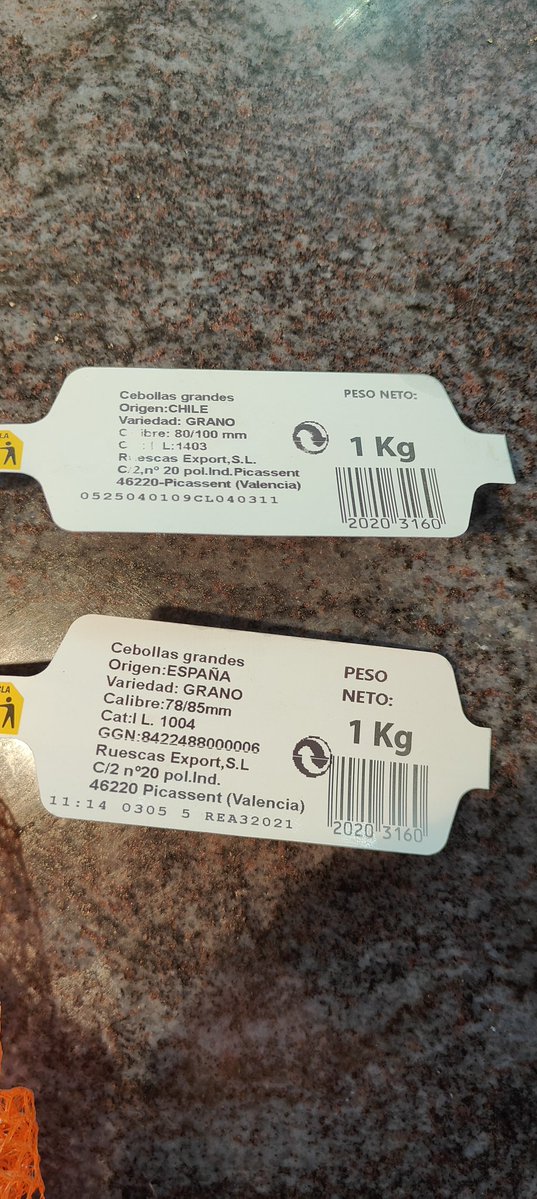 Cebollas grandes
Origen:CHILE
Variedad: GRANO
80/100 mm
L:1403
Export,S.L.
C/2,nº 20 pol.Ind.Picassent
46220-Picassent (Valencia)
0525040109CL040311
PESO NETO:
1 Kg
2020 3160
LA
Cebollas grandes
Origen:ESPAÑA
Variedad: GRANO
Calibre:78/85mm
Cat:I L. 1004
GGN:8422488000006
Ruescas Export,S.L
C/2 nº20 pol.Ind.
46220 Picassent (Valencia)
11:14 0305 5 REA32021
PESO
NETO:
1 Kg
2020 3160
LA